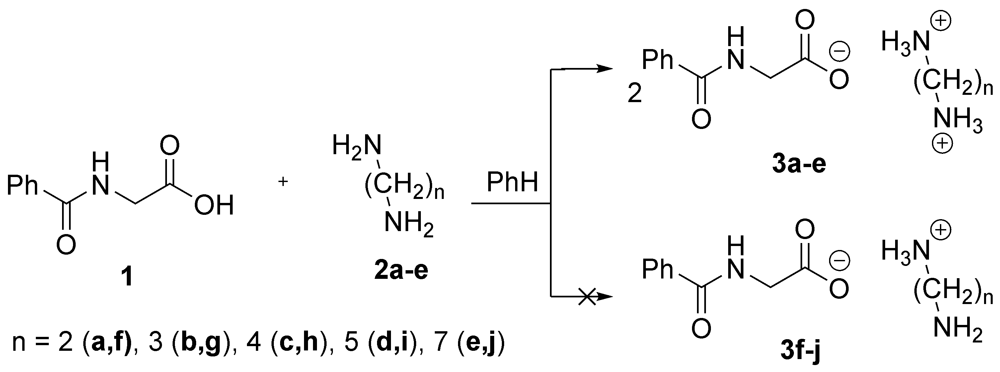 Ph
H
N
O
O
OH
1
+
H2N
(CH2)n
NH2
2a-e
PhH
2
Ph
H
N
O
O
O
−
H3N
+
(CH2)n
NH3
+
3a-e
Ph
H
N
O
O
O
−
H3N
+
(CH2)n
NH2
3f-j
n = 2 (a,f), 3 (b,g), 4 (c,h), 5 (d,i), 7 (e,j)